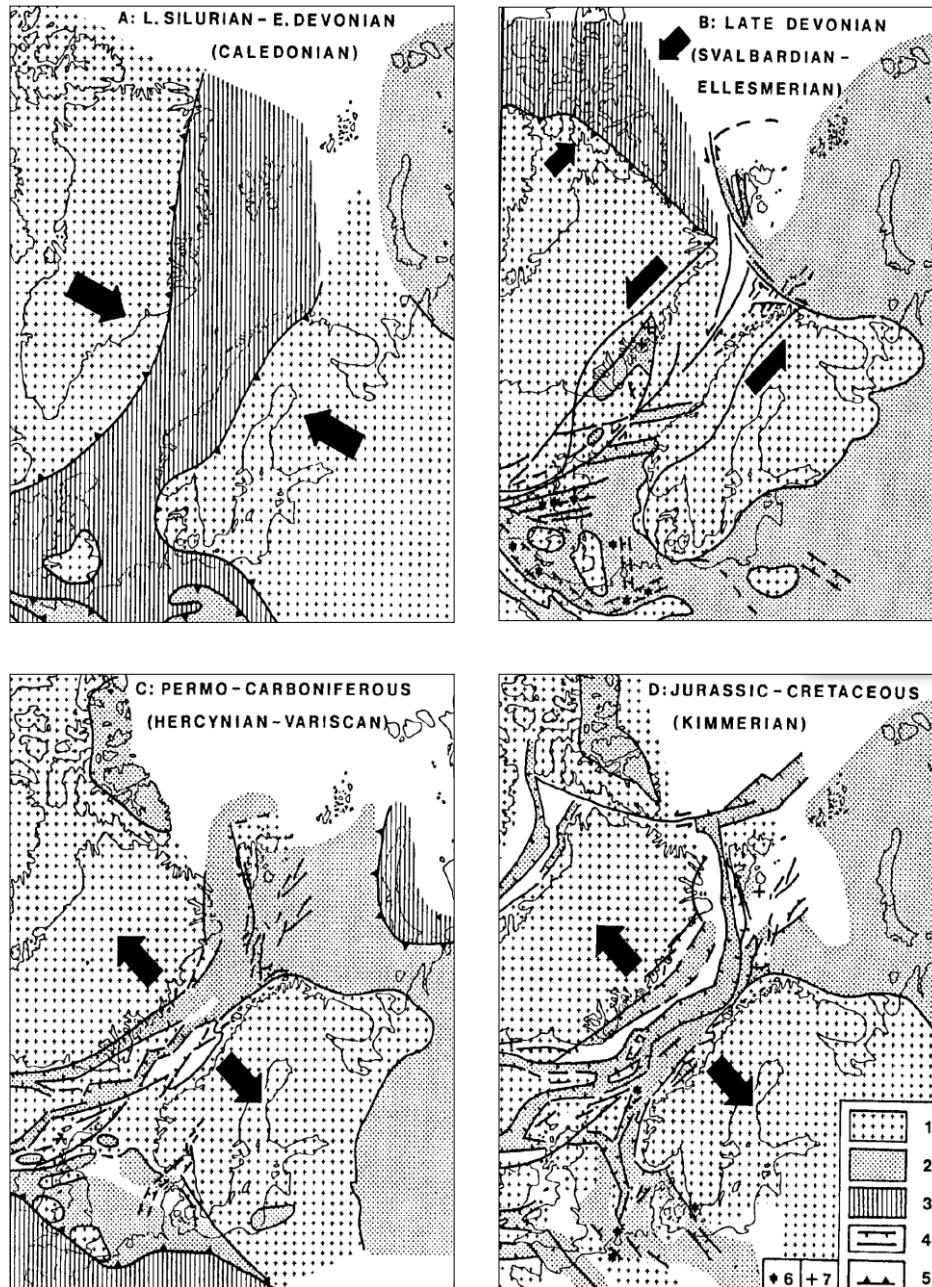 A: L. SILURIAN – E. DEVONIAN
(CALEDONIAN)
B: LATE DEVONIAN
(SVALBARDIAN –
ELLESMERIAN)
C: PERMO – CARBONIFEROUS
(HERCYNIAN – VARISCAN)
D: JURASSIC – CRETACEOUS
(KIMMERIAN)
1
2
3
4
5
* 6
+ 7